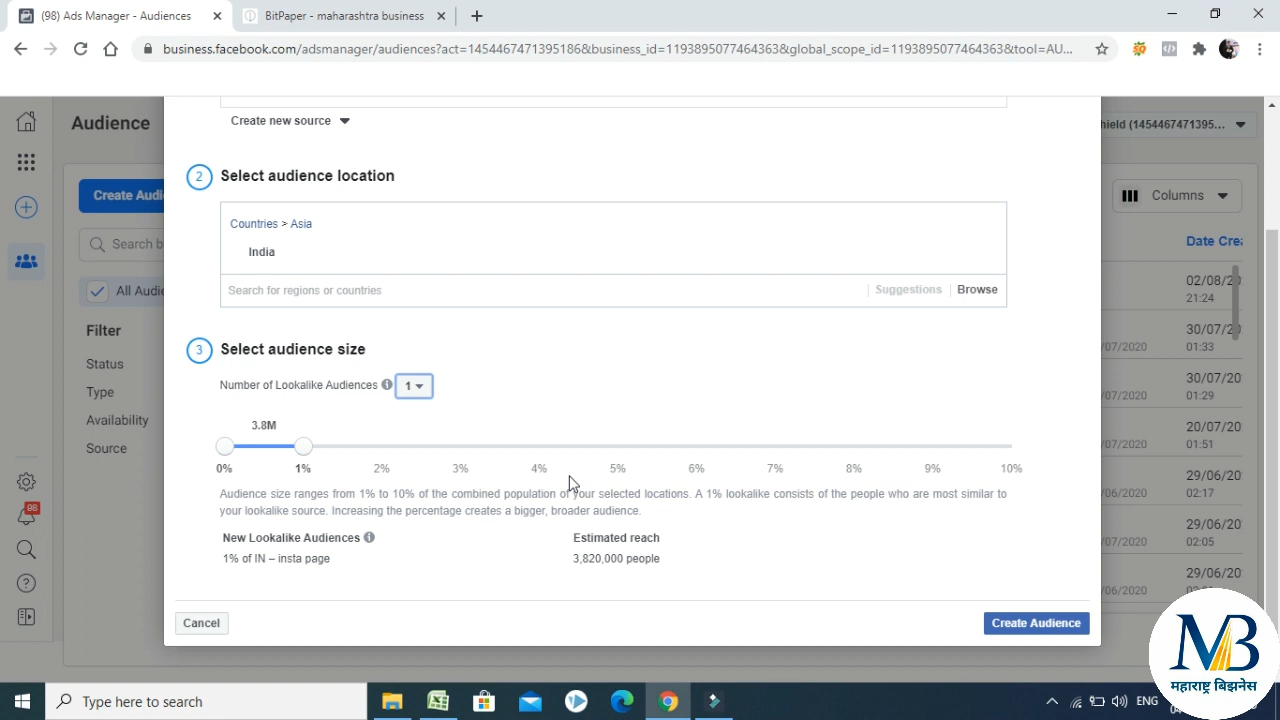 (98) Ads Manager - Audiences
BitPaper - maharashtra business
business.facebook.com/adsmanager/audiences?act=1454467471395186&business_id=119389507746436​3&global_scope_id=1193895077464363&tool=AU...
Audience
hield (1454467471395...
Create new source
Create Audi
Columns
Search b
Date Crea
All Audie
Filter
Status
Type
Availability
Source
98
2 Select audience location
Countries > Asia
India
Search for regions or countries
Suggestions
Browse
3 Select audience size
Number of Lookalike Audiences
1
3.8M
0% 1% 2% 3% 4% 5% 6% 7% 8% 9% 10%
Audience size ranges from 1% to 10% of the combined population of your selected locations. A 1% lookalike consists of the people who are most similar to
your lookalike source. Increasing the percentage creates a bigger, broader audience.
New Lookalike Audiences
Estimated reach
1% of IN – insta page
3,820,000 people
Cancel
Create Audience
02/08/20
21:24
30/07/20
/07/2020 01:33
30/07/20
/07/2020 01:29
20/07/20
/07/2020 01:51
29/06/20
/06/2020 02:17
29/06/20
/06/2020 02:05
29/06/20
/06/2020
MB
महाराष्ट्र बिझनेस
Type here to search
ENG